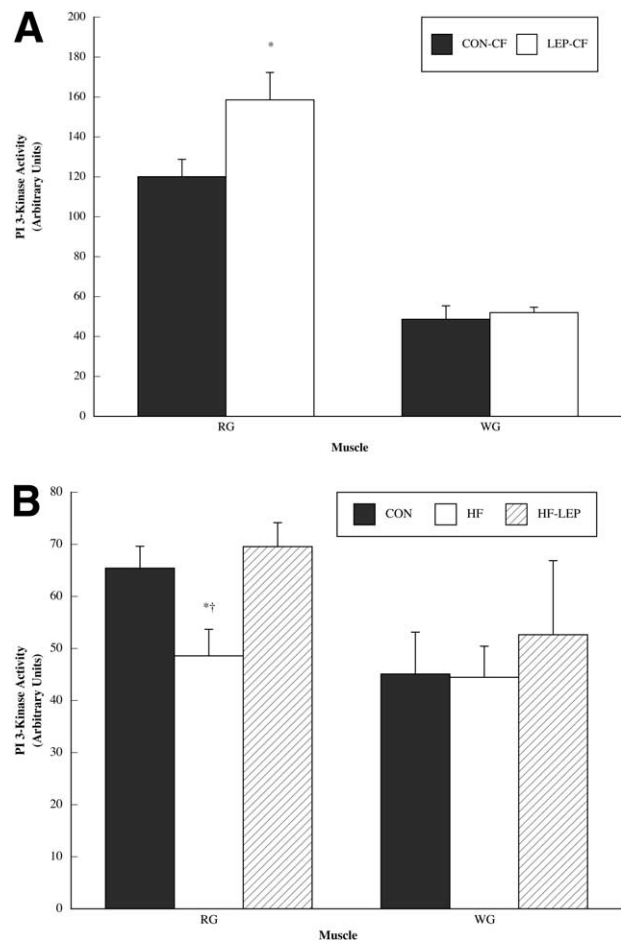 A
CON-CF LEP-CF
*
200
180
160
140
120
100
80
60
40
20
0
PI 3-Kinase Activity
(Arbitrary Units)
RG WG
Muscle
B
CON HF HF-LEP
*†
80
70
60
50
40
30
20
10
0
PI 3-Kinase Activity
(Arbitrary Units)
RG WG
Muscle